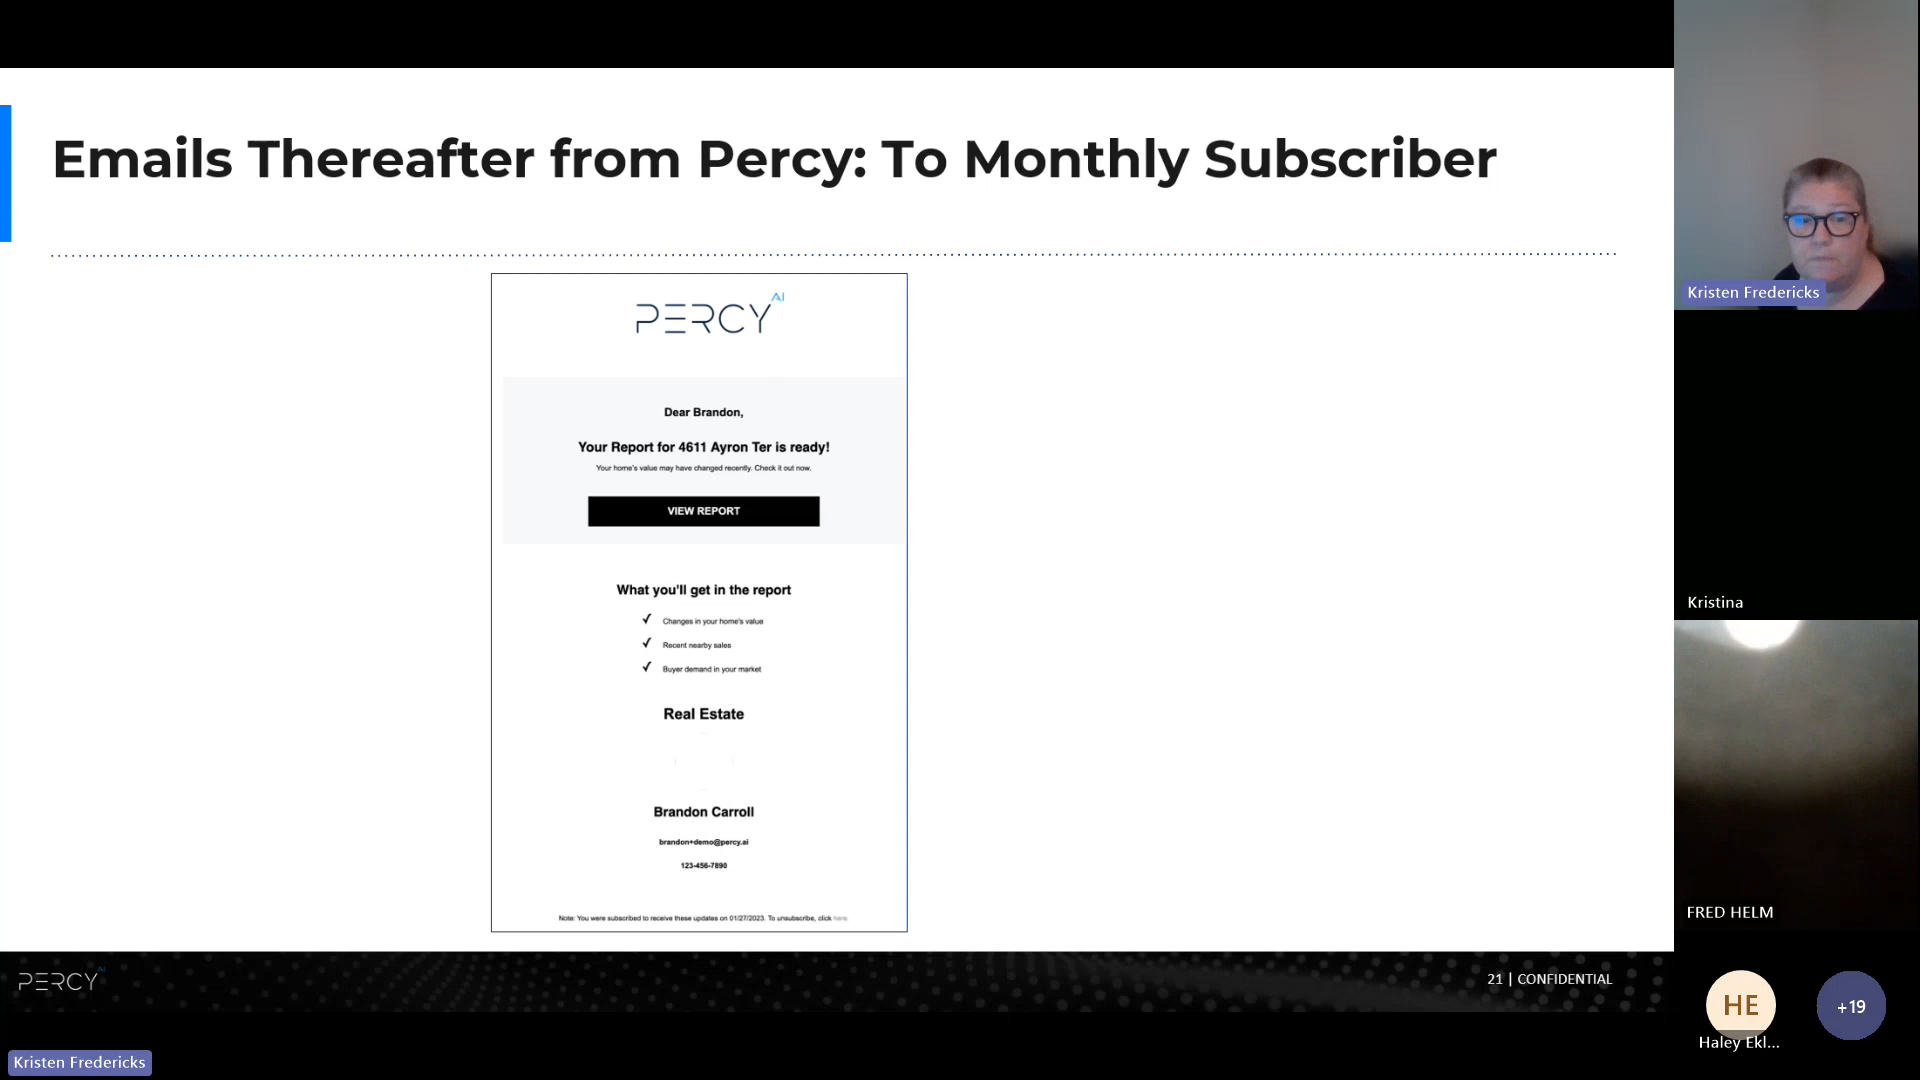 Emails Thereafter from Percy: To Monthly Subscriber
PERCY AI
Dear Brandon,
Your Report for 4611 Ayron Ter is ready!
Your home's value may have changed recently. Check it out now.
VIEW REPORT
What you'll get in the report
✓ Changes in your home's value
✓ Recent nearby sales
✓ Buyer demand in your market
Real Estate
Brandon Carroll
brandon+demo@percy.ai
123-456-7890
Note: You were subscribed to receive these updates on 01/27/2023. To unsubscribe, click here.
PERCY AI
21 | CONFIDENTIAL
Kristen Fredericks
Kristen Fredericks
Kristina
FRED HELM
HE
Haley Ekl...
+19